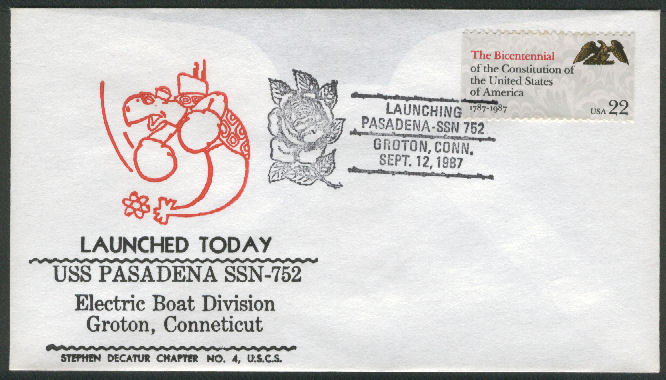 The Bicentennial
of the Constitution of
the United States
of America
1787-1987
USA 22
LAUNCHING
PASADENA-SSN 752
GROTON, CONN.
SEPT. 12, 1987
LAUNCHED TODAY
USS PASADENA SSN-752
Electric Boat Division
Groton, Conneticut
STEPHEN DECATUR CHAPTER NO. 4, U.S.C.S.